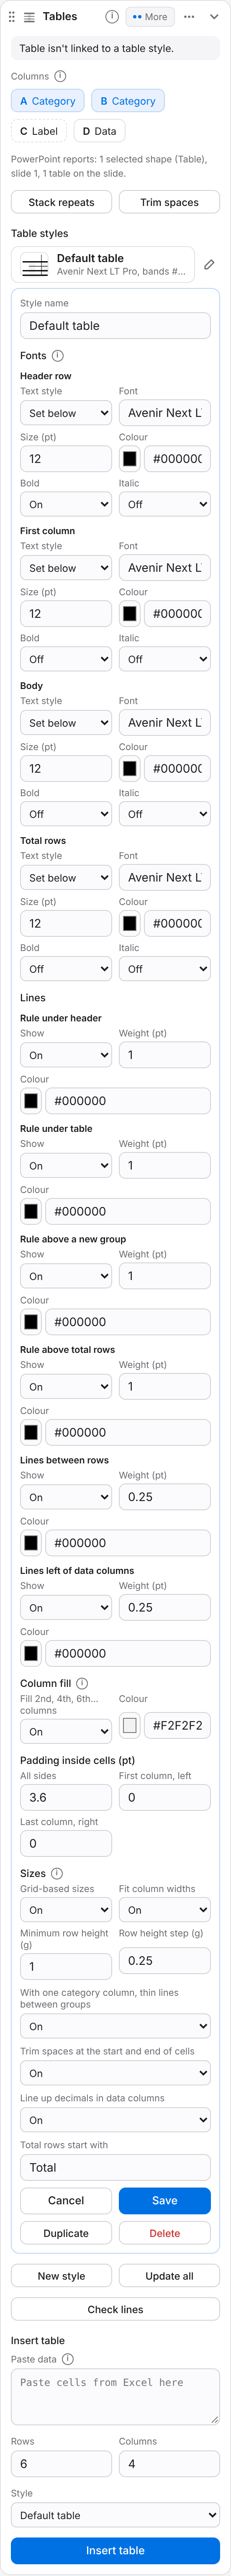 Tables
More
Table isn't linked to a table style.
Columns
A Category
B Category
C Label
D Data
PowerPoint reports: 1 selected shape (Table),
slide 1, 1 table on the slide.
Stack repeats
Trim spaces
Table styles
Default table
Avenir Next LT Pro, bands #...
Style name
Default table
Fonts
Header row
Text style
Font
Set below
Avenir Next L
Size (pt)
Colour
12
#000000
Bold
Italic
On
Off
First column
Text style
Font
Set below
Avenir Next L
Size (pt)
Colour
12
#000000
Bold
Italic
Off
Off
Body
Text style
Font
Set below
Avenir Next L
Size (pt)
Colour
12
#000000
Bold
Italic
Off
Off
Total rows
Text style
Font
Set below
Avenir Next L
Size (pt)
Colour
12
#000000
Bold
Italic
Off
Off
Lines
Rule under header
Show
Weight (pt)
On
1
Colour
#000000
Rule under table
Show
Weight (pt)
On
1
Colour
#000000
Rule above a new group
Show
Weight (pt)
On
1
Colour
#000000
Rule above total rows
Show
Weight (pt)
On
1
Colour
#000000
Lines between rows
Show
Weight (pt)
On
0.25
Colour
#000000
Lines left of data columns
Show
Weight (pt)
On
0.25
Colour
#000000
Column fill
Fill 2nd, 4th, 6th...
columns
Colour
On
#F2F2F2
Padding inside cells (pt)
All sides
First column, left
3.6
0
Last column, right
0
Sizes
Grid-based sizes
Fit column widths
On
On
Minimum row height
(g)
Row height step (g)
1
0.25
With one category column, thin lines
between groups
On
Trim spaces at the start and end of cells
On
Line up decimals in data columns
On
Total rows start with
Total
Cancel
Save
Duplicate
Delete
New style
Update all
Check lines
Insert table
Paste data
Paste cells from Excel here
Rows
Columns
6
4
Style
Default table
Insert table